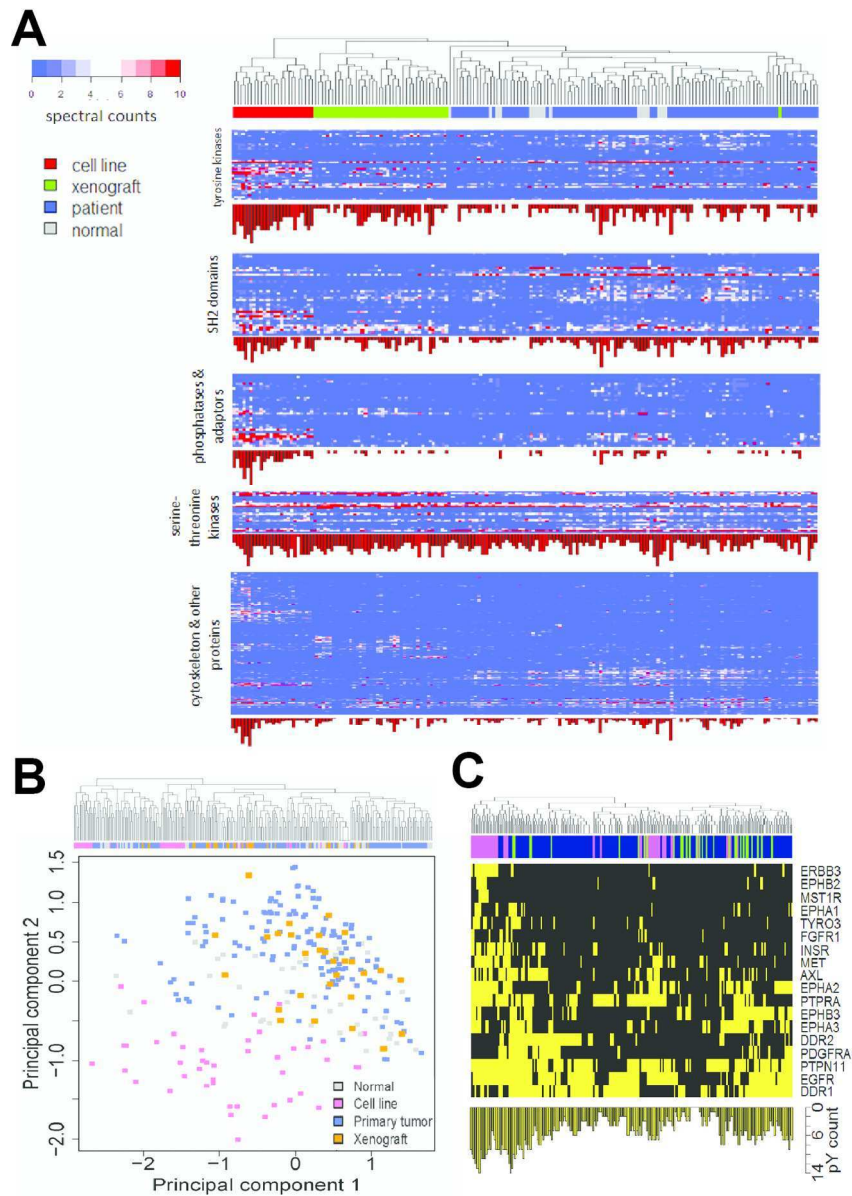 A
0 2 4 6 8 10
spectral counts
cell line
xenograft
patient
normal
tyrosine kinases
SH2 domains
phosphatases &
adaptors
serine-
threonine
kinases
cytoskeleton & other
proteins
B
1.5
1.0
0.5
0.0
-1.0
-2.0
Principal component 2
Normal
Cell line
Primary tumor
Xenograft
−2 −1 0 1
Principal component 1
C
ERBB3
EPHB2
MST1R
EPHA1
TYRO3
FGFR1
INSR
MET
AXL
EPHA2
PTPRA
EPHB3
EPHA3
DDR2
PDGFRA
PTPN11
EGFR
DDR1
0
6
14
pY count